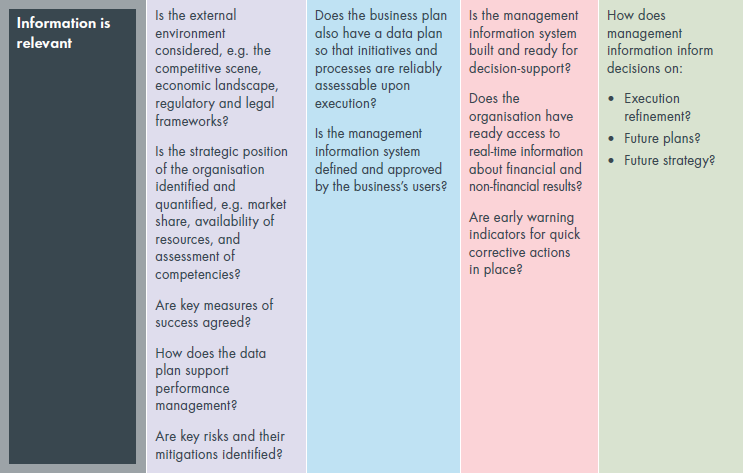 Information is
relevant
Is the external
environment
considered, e.g. the
competitive scene,
economic landscape,
regulatory and legal
frameworks?
Is the strategic position
of the organisation
identified and
quantified, e.g. market
share, availability of
resources, and
assessment of
competencies?
Are key measures of
success agreed?
How does the data
plan support
performance
management?
Are key risks and their
mitigations identified?
Does the business plan
also have a data plan
so that initiatives and
processes are reliably
assessable upon
execution?
Is the management
information system
defined and approved
by the business's users?
Is the management
information system
built and ready for
decision-support?
Does the
organisation have
ready access to
real-time information
about financial and
non-financial results?
Are early warning
indicators for quick
corrective actions
in place?
How does
management
information inform
decisions on:
• Execution
refinement?
• Future plans?
• Future strategy?